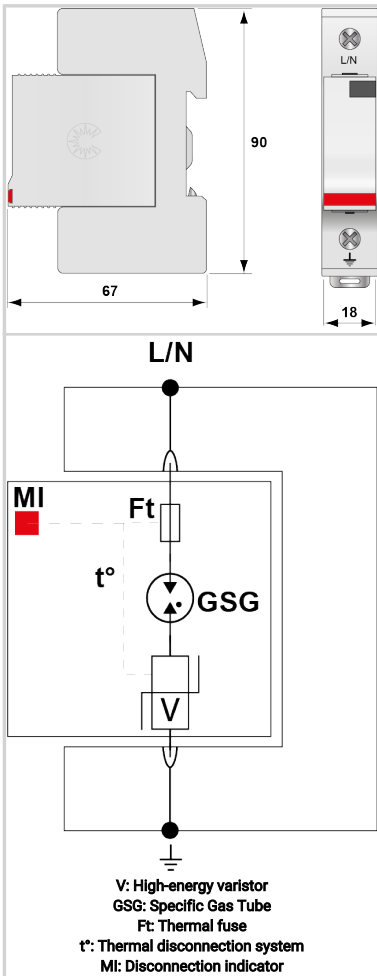 L/N
90
67
18
L/N
MI
Ft
t°
GSG
V
V: High-energy varistor
GSG: Specific Gas Tube
Ft: Thermal fuse
t°: Thermal disconnection system
MI: Disconnection indicator